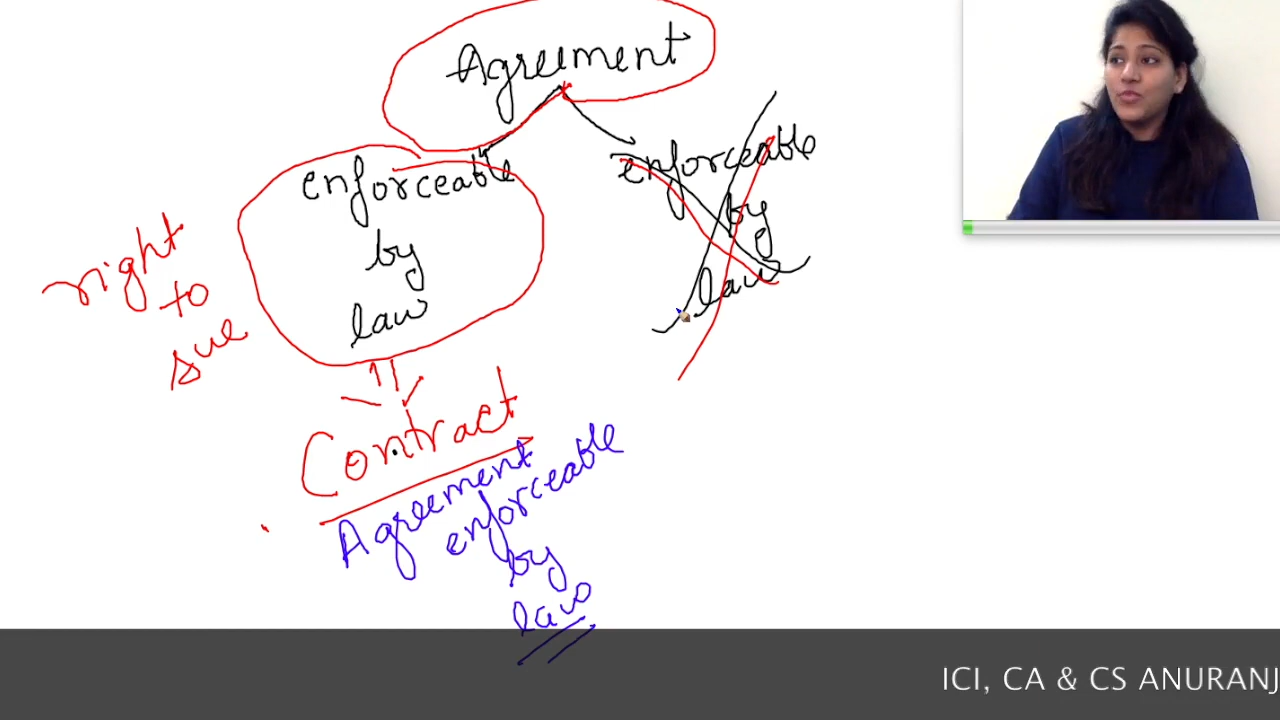 Agreement
enforceable
by
law
enforceable
by
law
right
to
sue
Contract
Agreement
enforceable
by
law
ICI, CA & CS ANURANJ